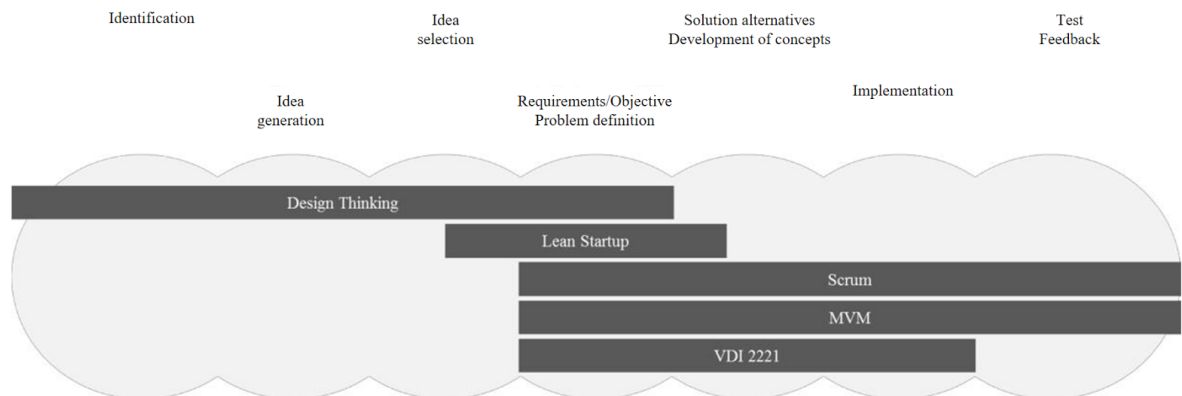 Identification
Idea
selection
Solution alternatives
Development of concepts
Test
Feedback
Idea
generation
Requirements/Objective
Problem definition
Implementation
Design Thinking
Lean Startup
Scrum
MVM
VDI 2221